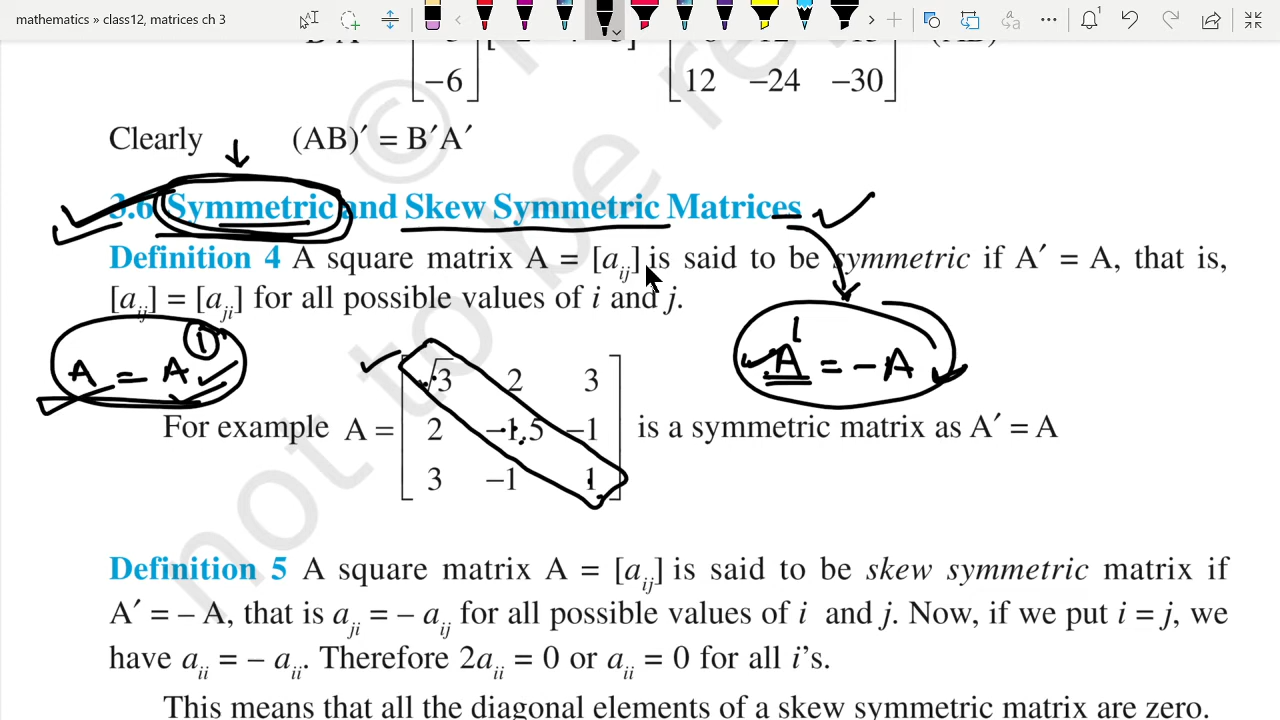 mathematics » class12, matrices ch 3
−6
12 −24 −30
Clearly (AB)′ = B′A′
3.6 Symmetric and Skew Symmetric Matrices
Definition 4 A square matrix A = [aij] is said to be symmetric if A′ = A, that is,
[aij] = [aji] for all possible values of i and j.
A = A′
A′ = −A
√3 2 3
For example A = 2 −1.5 −1 is a symmetric matrix as A′ = A
3 −1 1
Definition 5 A square matrix A = [aij] is said to be skew symmetric matrix if
A′ = – A, that is aji = – aij for all possible values of i and j. Now, if we put i = j, we
have aii = – aii. Therefore 2aii = 0 or aii = 0 for all i’s.
This means that all the diagonal elements of a skew symmetric matrix are zero.
not to be re